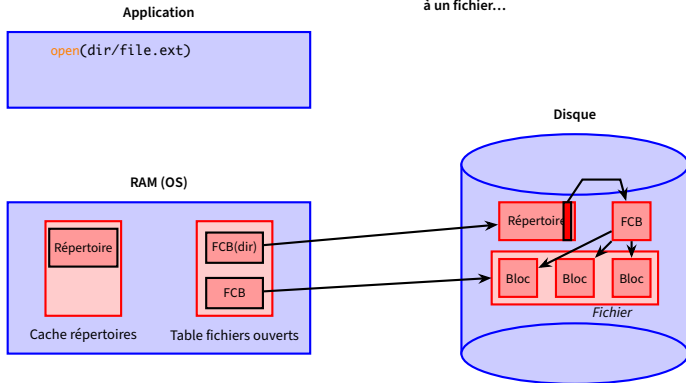 à un fichier…
Application
open(dir/file.ext)
Disque
RAM (OS)
Répertoire
FCB(dir)
FCB
Répertoire
FCB
Bloc
Bloc
Bloc
Fichier
Cache répertoires
Table fichiers ouverts